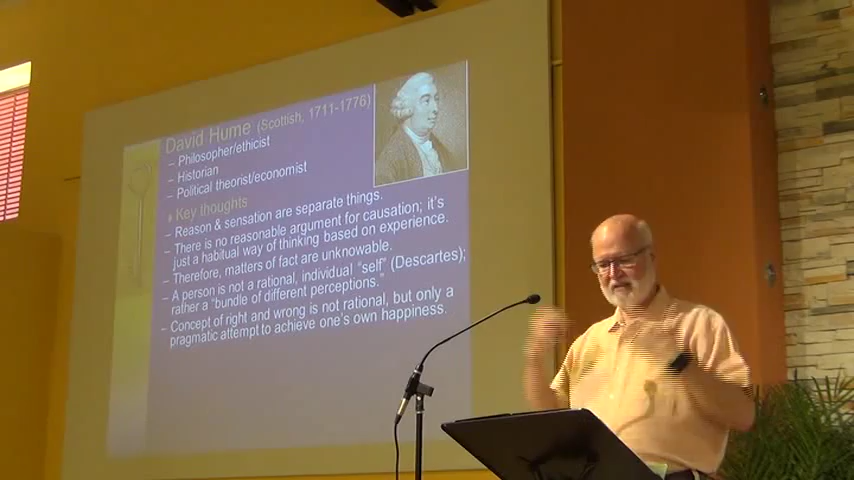 David Hume (Scottish, 1711-1776)
– Philosopher/ethicist
– Historian
– Political theorist/economist
Key thoughts
– Reason & sensation are separate things.
– There is no reasonable argument for causation; it's
just a habitual way of thinking based on experience.
– Therefore, matters of fact are unknowable.
– A person is not a rational, individual "self" (Descartes);
rather a "bundle of different perceptions."
– Concept of right and wrong is not rational, but only a
pragmatic attempt to achieve one's own happiness.